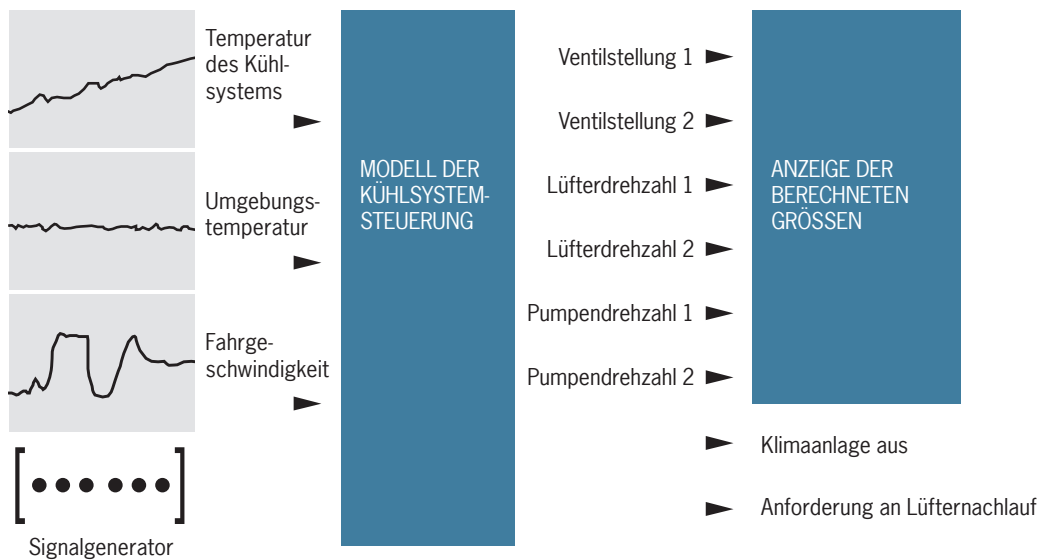 Temperatur
des Kühl-
systems
Umgebungs-
temperatur
Fahrge-
schwindigkeit
Signalgenerator
MODELL DER
KÜHLSYSTEM-
STEUERUNG
Ventilstellung 1
Ventilstellung 2
Lüfterdrehzahl 1
Lüfterdrehzahl 2
Pumpendrehzahl 1
Pumpendrehzahl 2
ANZEIGE DER
BERECHNETEN
GRÖSSEN
Klimaanlage aus
Anforderung an Lüfternachlauf